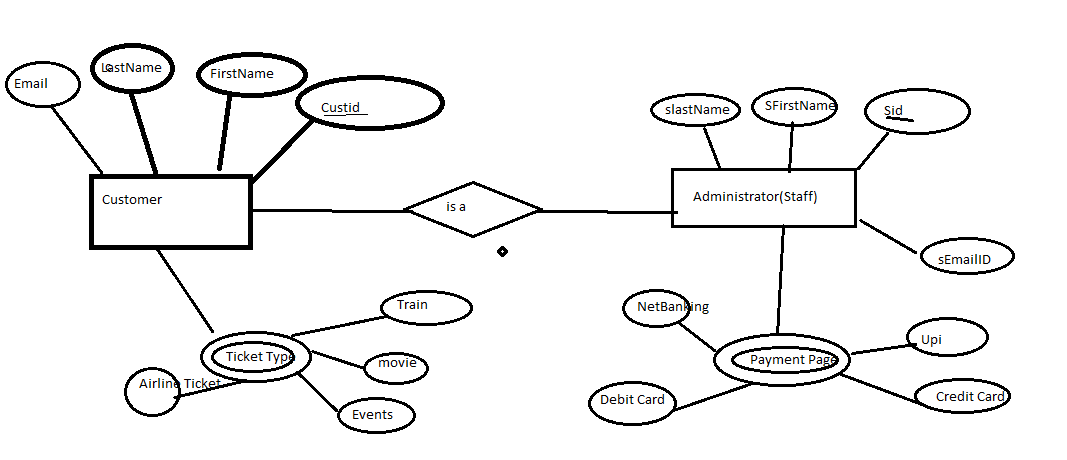 Email
LastName
FirstName
Custid
slastName
SFirstName
Sid
Customer
is a
Administrator(Staff)
sEmailID
Train
NetBanking
Ticket Type
movie
Payment Page
Upi
Airline Ticket
Events
Debit Card
Credit Card